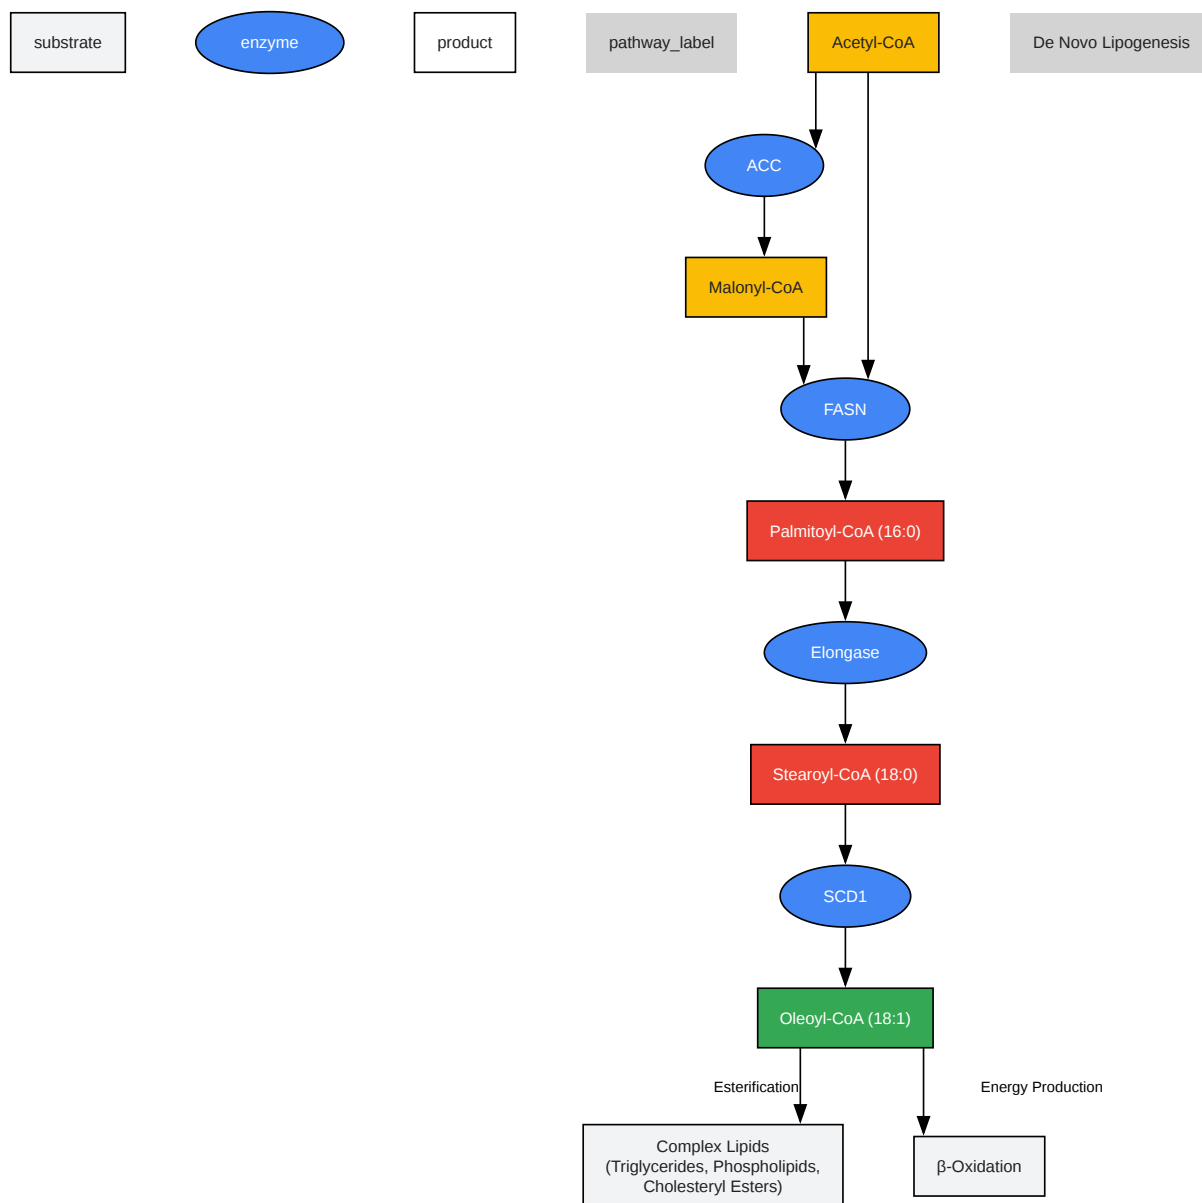 substrate
enzyme
product
pathway_label
Acetyl-CoA
De Novo Lipogenesis
ACC
Malonyl-CoA
FASN
Palmitoyl-CoA (16:0)
Elongase
Stearoyl-CoA (18:0)
SCD1
Oleoyl-CoA (18:1)
Esterification
Energy Production
Complex Lipids
(Triglycerides, Phospholipids,
Cholesteryl Esters)
β-Oxidation